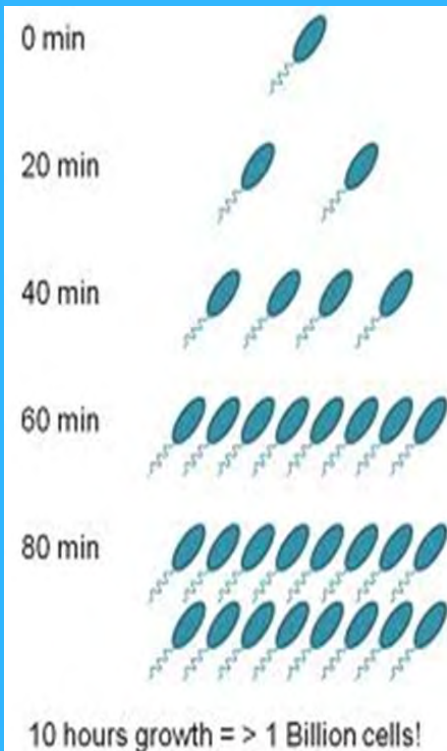 0 min
20 min
40 min
60 min
80 min
10 hours growth = > 1 Billion cells!